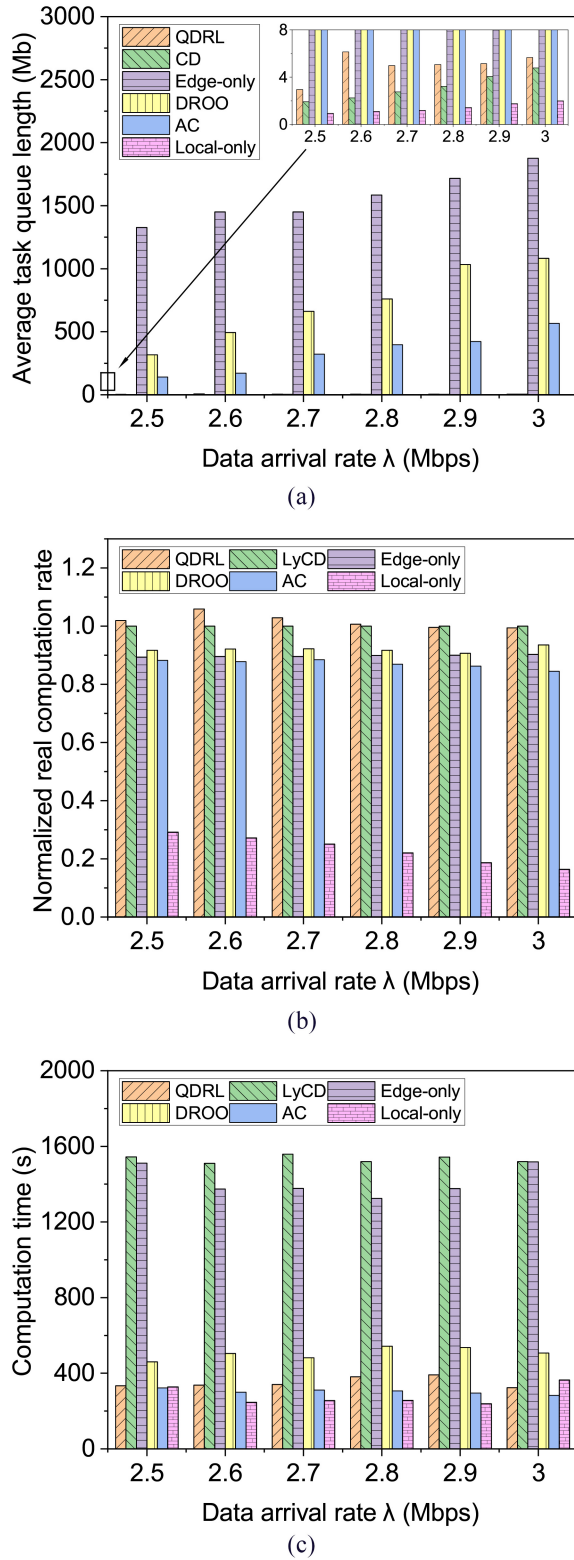 3000
2500
2000
1500
1000
500
0
Average task queue length (Mb)
QDRL
CD
Edge-only
DROO
AC
Local-only
8
4
0
2.5 2.6 2.7 2.8 2.9 3
2.5 2.6 2.7 2.8 2.9 3
Data arrival rate λ (Mbps)
(a)
1.2
1.0
0.8
0.6
0.4
0.2
0.0
Normalized real computation rate
QDRL LyCD Edge-only
DROO AC Local-only
2.5 2.6 2.7 2.8 2.9 3
Data arrival rate λ (Mbps)
(b)
2000
1600
1200
800
400
0
Computation time (s)
QDRL LyCD Edge-only
DROO AC Local-only
2.5 2.6 2.7 2.8 2.9 3
Data arrival rate λ (Mbps)
(c)